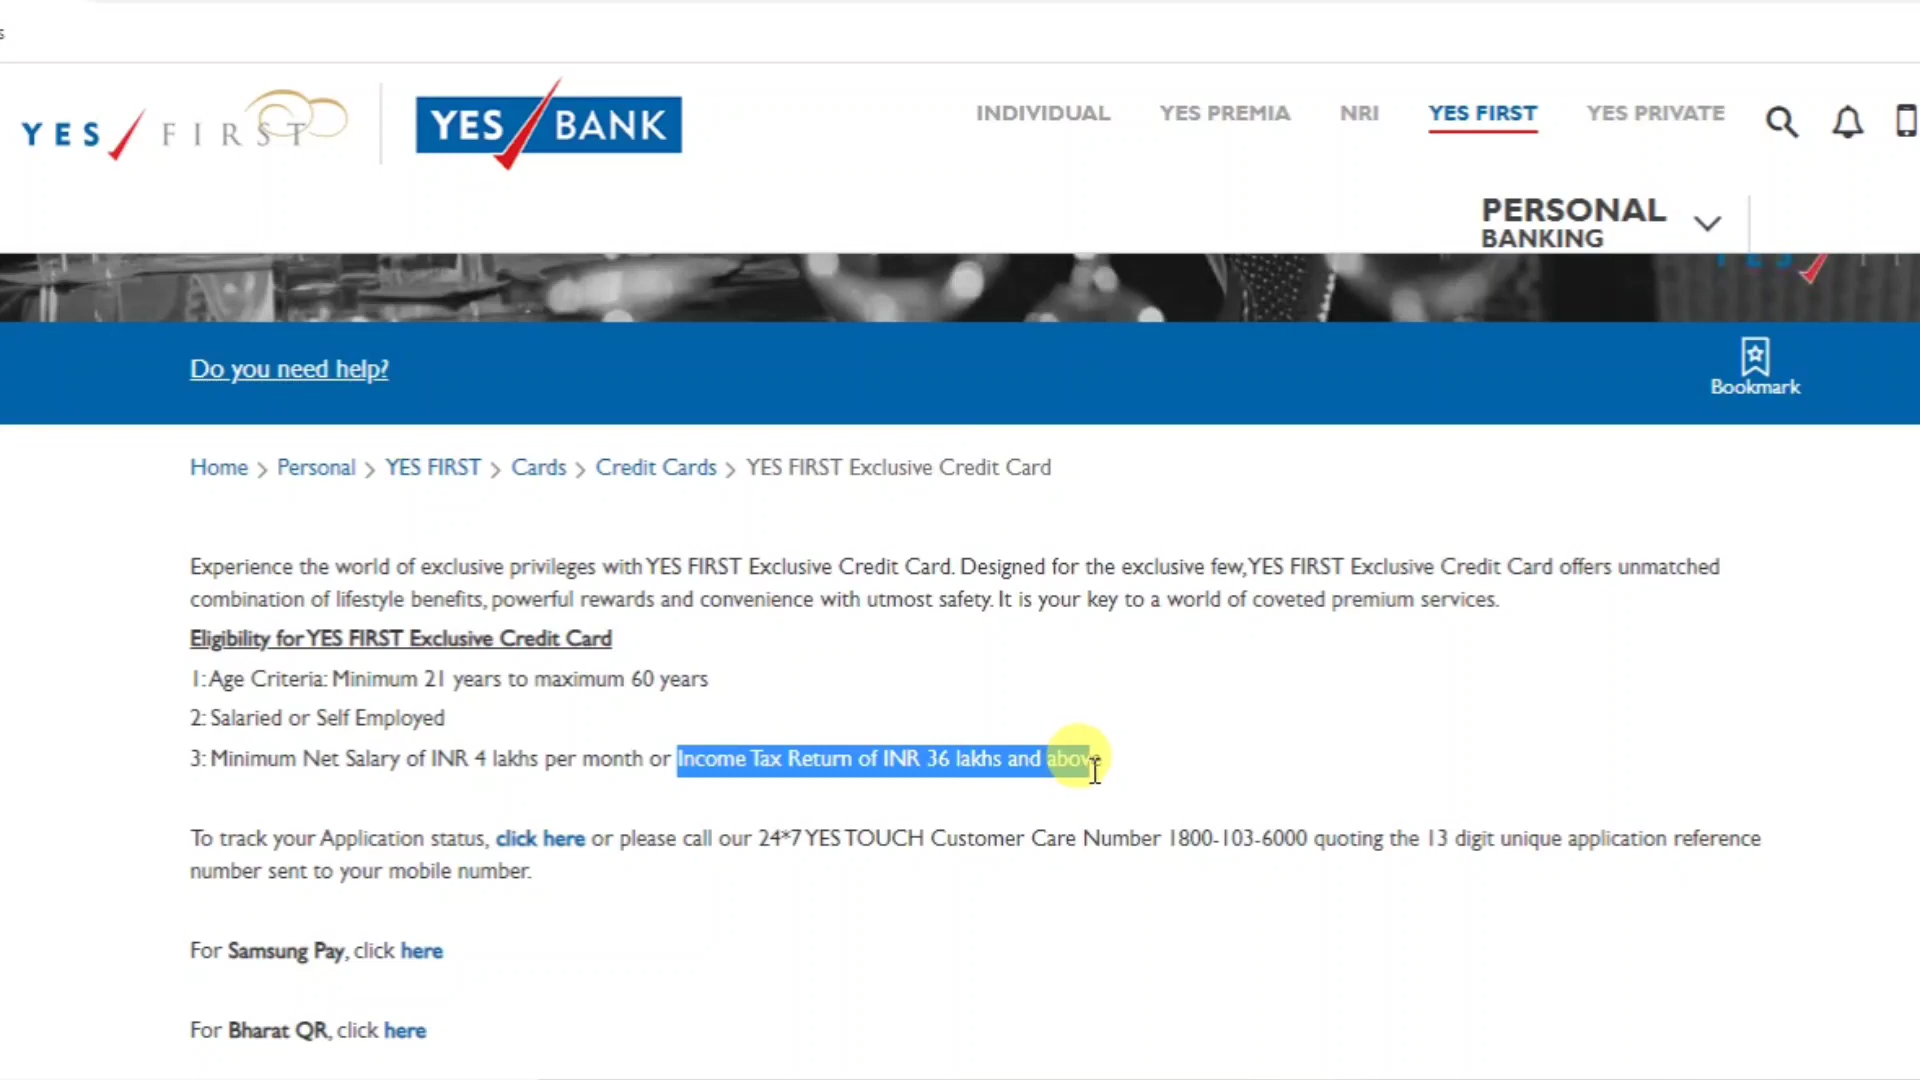 s
YES FIRST
YES BANK
INDIVIDUAL YES PREMIA NRI YES FIRST YES PRIVATE
PERSONAL
BANKING
Do you need help?
Bookmark
Home > Personal > YES FIRST > Cards > Credit Cards > YES FIRST Exclusive Credit Card
Experience the world of exclusive privileges with YES FIRST Exclusive Credit Card. Designed for the exclusive few, YES FIRST Exclusive Credit Card offers unmatched
combination of lifestyle benefits, powerful rewards and convenience with utmost safety. It is your key to a world of coveted premium services.
Eligibility for YES FIRST Exclusive Credit Card
1: Age Criteria: Minimum 21 years to maximum 60 years
2: Salaried or Self Employed
3: Minimum Net Salary of INR 4 lakhs per month or Income Tax Return of INR 36 lakhs and above
To track your Application status, click here or please call our 24*7 YES TOUCH Customer Care Number 1800-103-6000 quoting the 13 digit unique application reference
number sent to your mobile number.
For Samsung Pay, click here
For Bharat QR, click here